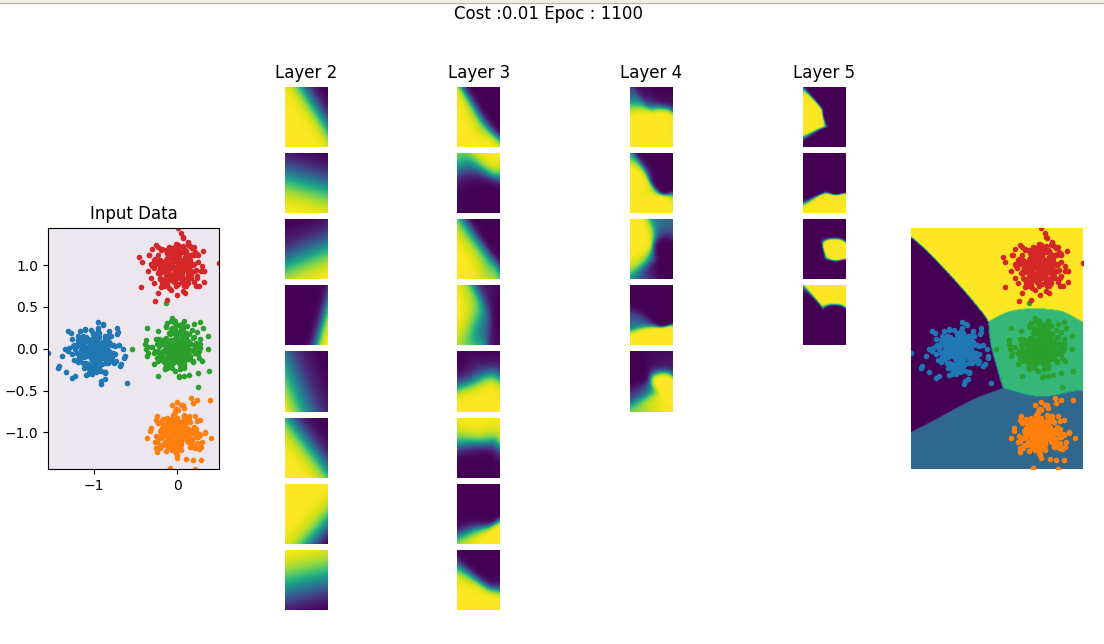 Cost :0.01 Epoc : 1100
Layer 2
Layer 3
Layer 4
Layer 5
Input Data
1.0
0.5
0.0
−0.5
−1.0
−1
0